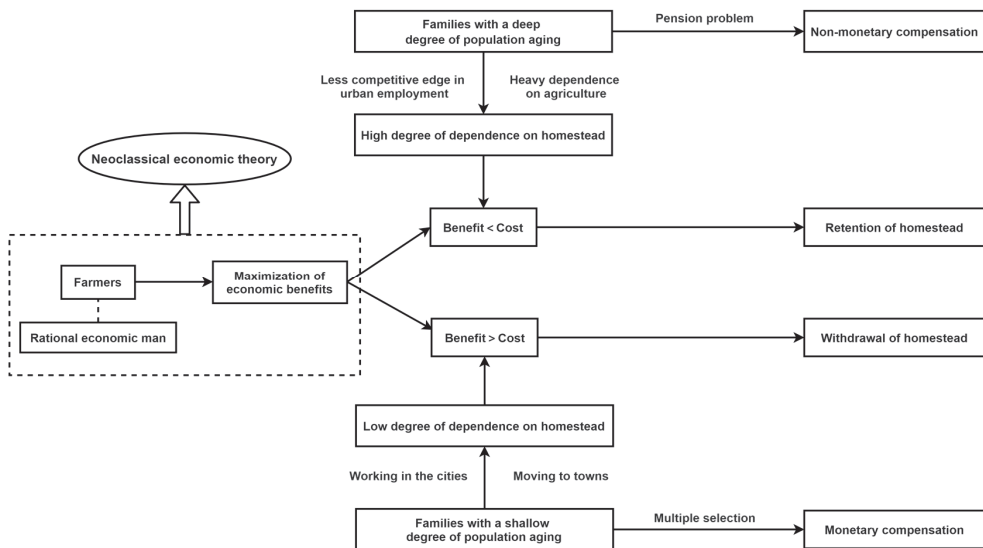 Families with a deep
degree of population aging
Pension problem
Non-monetary compensation
Less competitive edge in
urban employment
Heavy dependence
on agriculture
High degree of dependence on homestead
Neoclassical economic theory
Benefit < Cost
Retention of homestead
Farmers
Maximization of
economic benefits
Rational economic man
Benefit > Cost
Withdrawal of homestead
Low degree of dependence on homestead
Working in the cities
Moving to towns
Families with a shallow
degree of population aging
Multiple selection
Monetary compensation